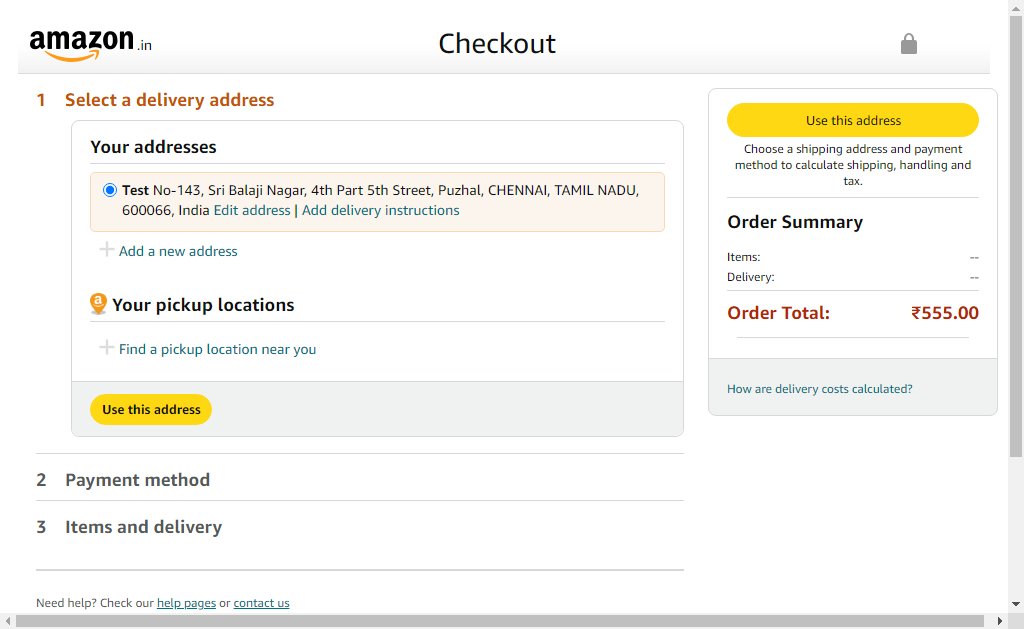 amazon.in
Checkout
1 Select a delivery address
Your addresses
Test No-143, Sri Balaji Nagar, 4th Part 5th Street, Puzhal, CHENNAI, TAMIL NADU,
600066, India Edit address | Add delivery instructions
Add a new address
a
Your pickup locations
Find a pickup location near you
Use this address
2 Payment method
3 Items and delivery
Need help? Check our help pages or contact us
Use this address
Choose a shipping address and payment
method to calculate shipping, handling and
tax.
Order Summary
Items: --
Delivery: --
Order Total: ₹555.00
How are delivery costs calculated?